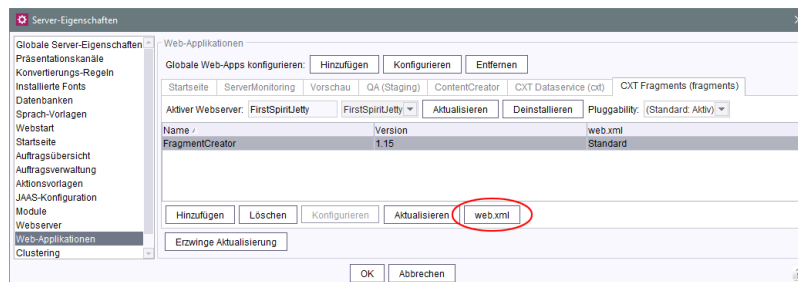 Server-Eigenschaften
Globale Server-Eigenschaften
Präsentationskanäle
Konvertierungs-Regeln
Installierte Fonts
Datenbanken
Sprach-Vorlagen
Webstart
Startseite
Auftragsübersicht
Auftragsverwaltung
Aktionsvorlagen
JAAS-Konfiguration
Module
Webserver
Web-Applikationen
Clustering
Web-Applikationen
Globale Web-Apps konfigurieren: Hinzufügen Konfigurieren Entfernen
Startseite ServerMonitoring Vorschau QA (Staging) ContentCreator CXT Dataservice (cxt) CXT Fragments (fragments)
Aktiver Webserver: FirstSpiritJetty FirstSpiritJetty Aktualisieren Deinstallieren Pluggability: (Standard: Aktiv)
Name Version web.xml
FragmentCreator 1.15 Standard
Hinzufügen Löschen Konfigurieren Aktualisieren web.xml
Erzwinge Aktualisierung
OK Abbrechen